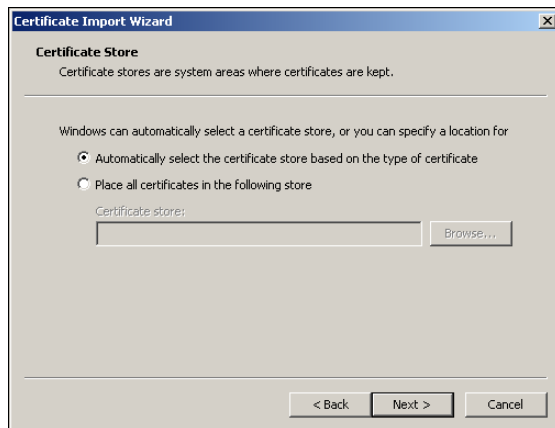 Certificate Import Wizard
Certificate Store
Certificate stores are system areas where certificates are kept.
Windows can automatically select a certificate store, or you can specify a location for
Automatically select the certificate store based on the type of certificate
Place all certificates in the following store
Certificate store:
Browse...
< Back Next > Cancel